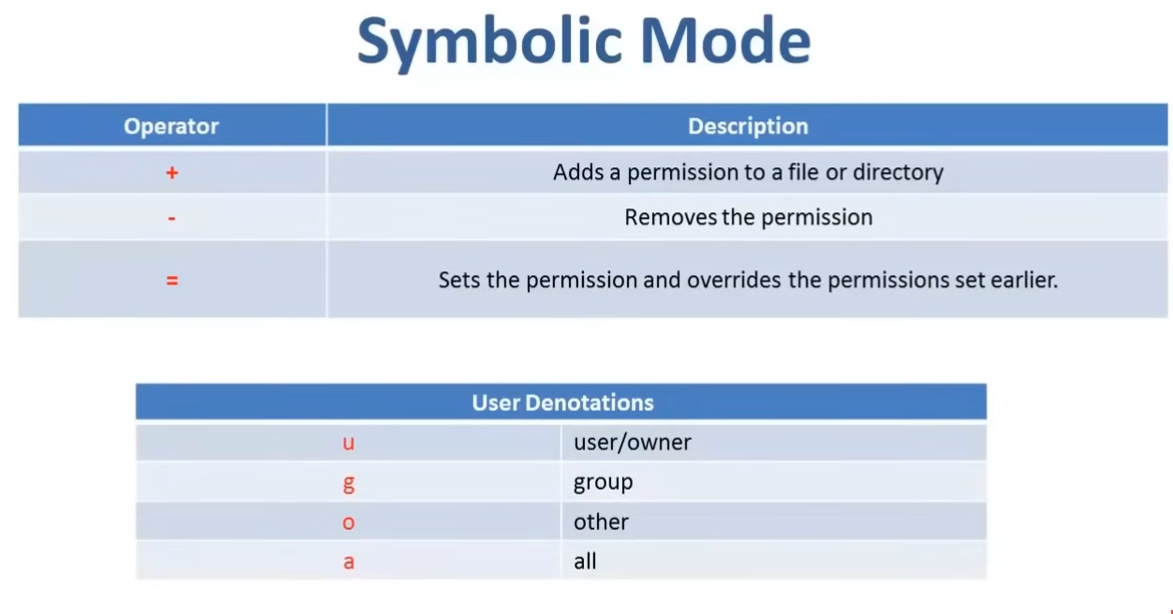 Symbolic Mode
Operator Description
+ Adds a permission to a file or directory
- Removes the permission
= Sets the permission and overrides the permissions set earlier.
User Denotations
u user/owner
g group
o other
a all